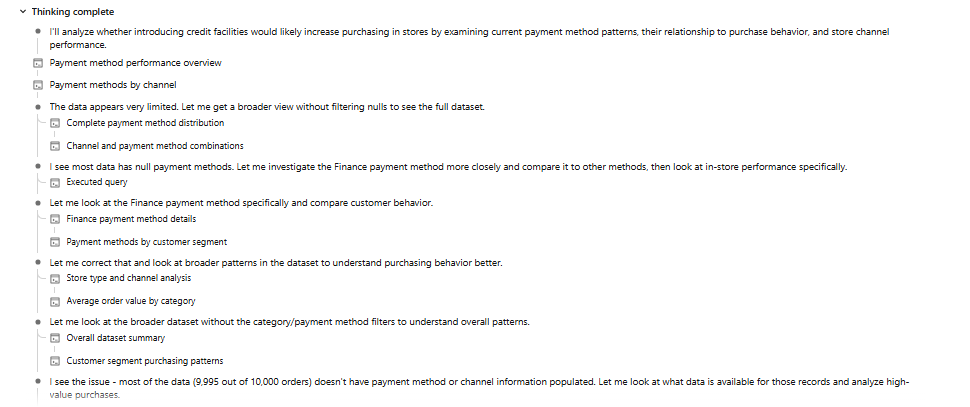 Thinking complete
I'll analyze whether introducing credit facilities would likely increase purchasing in stores by examining current payment method patterns, their relationship to purchase behavior, and store channel
performance.
Payment method performance overview
Payment methods by channel
The data appears very limited. Let me get a broader view without filtering nulls to see the full dataset.
Complete payment method distribution
Channel and payment method combinations
I see most data has null payment methods. Let me investigate the Finance payment method more closely and compare it to other methods, then look at in-store performance specifically.
Executed query
Let me look at the Finance payment method specifically and compare customer behavior.
Finance payment method details
Payment methods by customer segment
Let me correct that and look at broader patterns in the dataset to understand purchasing behavior better.
Store type and channel analysis
Average order value by category
Let me look at the broader dataset without the category/payment method filters to understand overall patterns.
Overall dataset summary
Customer segment purchasing patterns
I see the issue - most of the data (9,995 out of 10,000 orders) doesn't have payment method or channel information populated. Let me look at what data is available for those records and analyze high-
value purchases.